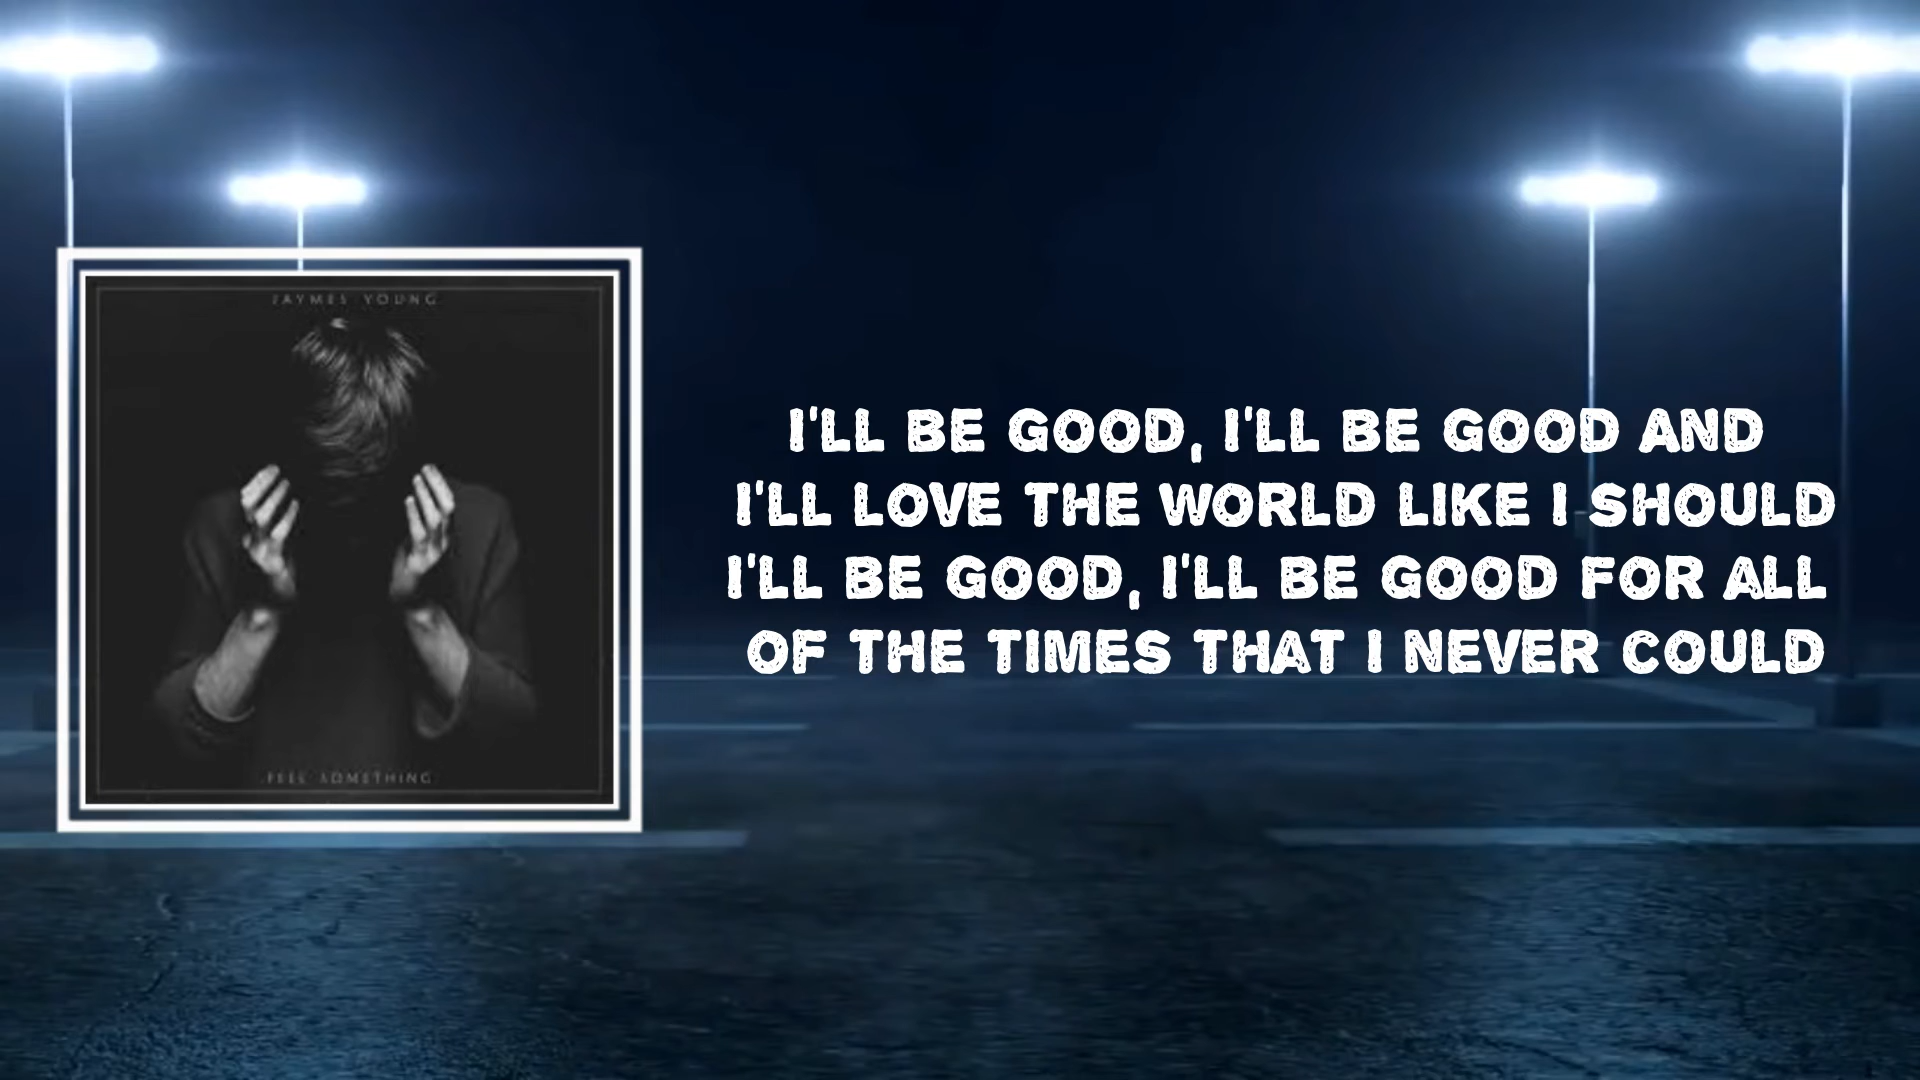 JAYMES YOUNG
FEEL SOMETHING
I'LL BE GOOD, I'LL BE GOOD AND
I'LL LOVE THE WORLD LIKE I SHOULD
I'LL BE GOOD, I'LL BE GOOD FOR ALL
OF THE TIMES THAT I NEVER COULD